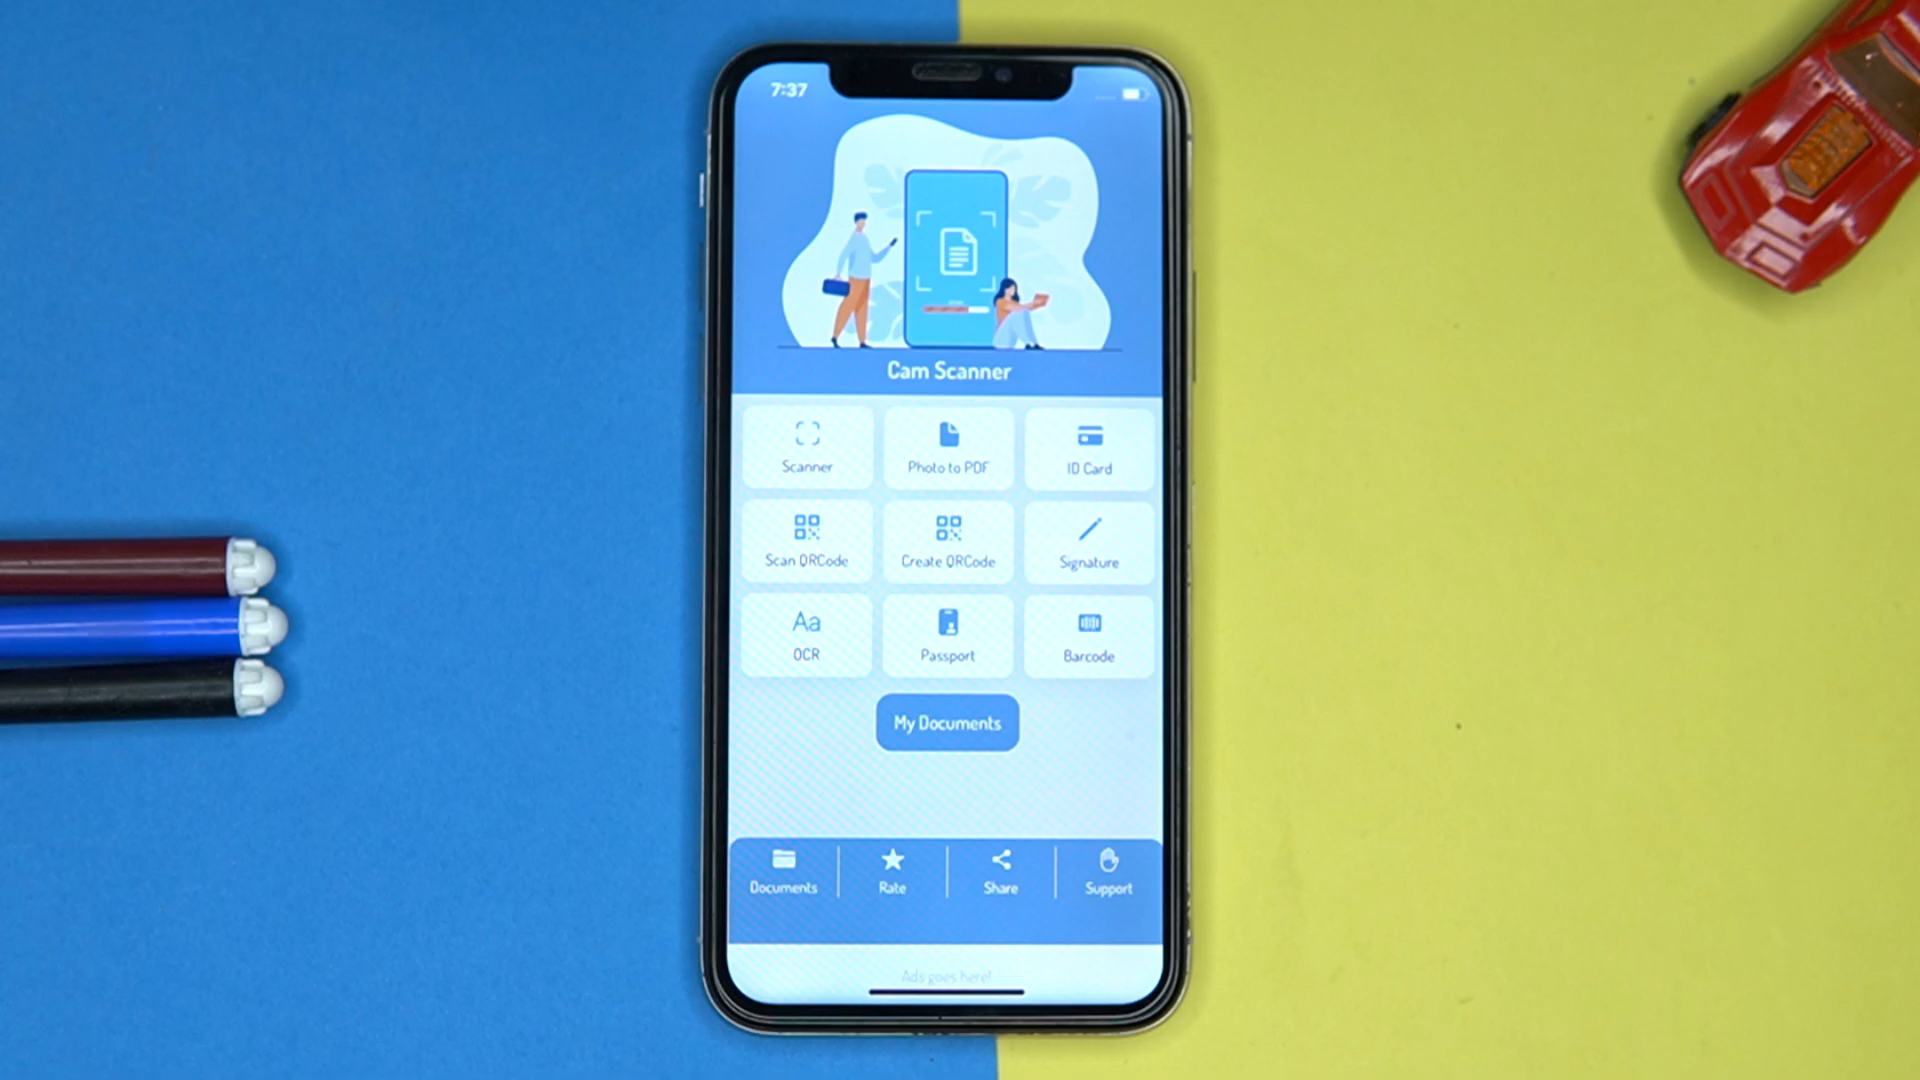 7:37
Cam Scanner
Scanner
Photo to PDF
ID Card
Scan QRCode
Create QRCode
Signature
Aa
OCR
Passport
Barcode
My Documents
Documents
Rate
Share
Support
Ads goes here!